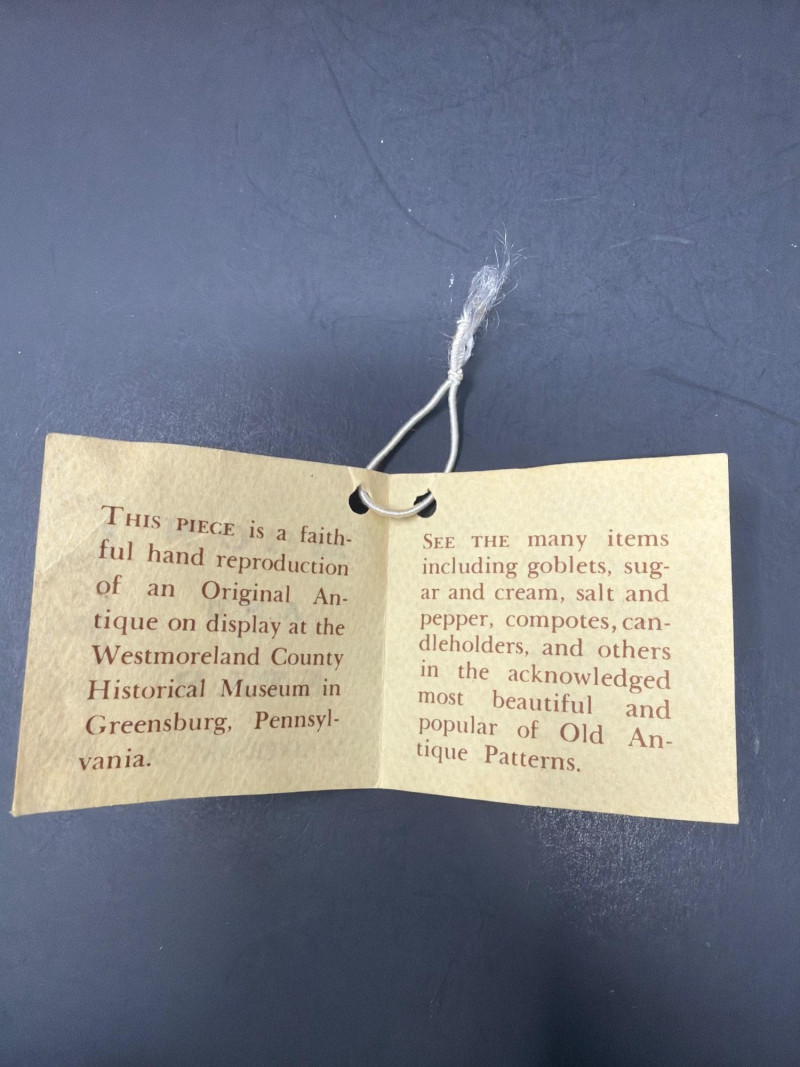 THIS PIECE is a faith-
ful hand reproduction
of an Original An-
tique on display at the
Westmoreland County
Historical Museum in
Greensburg, Pennsyl-
vania.
SEE THE many items
including goblets, sug-
ar and cream, salt and
pepper, compotes, can-
dleholders, and others
in the acknowledged
most beautiful and
popular of Old An-
tique Patterns.